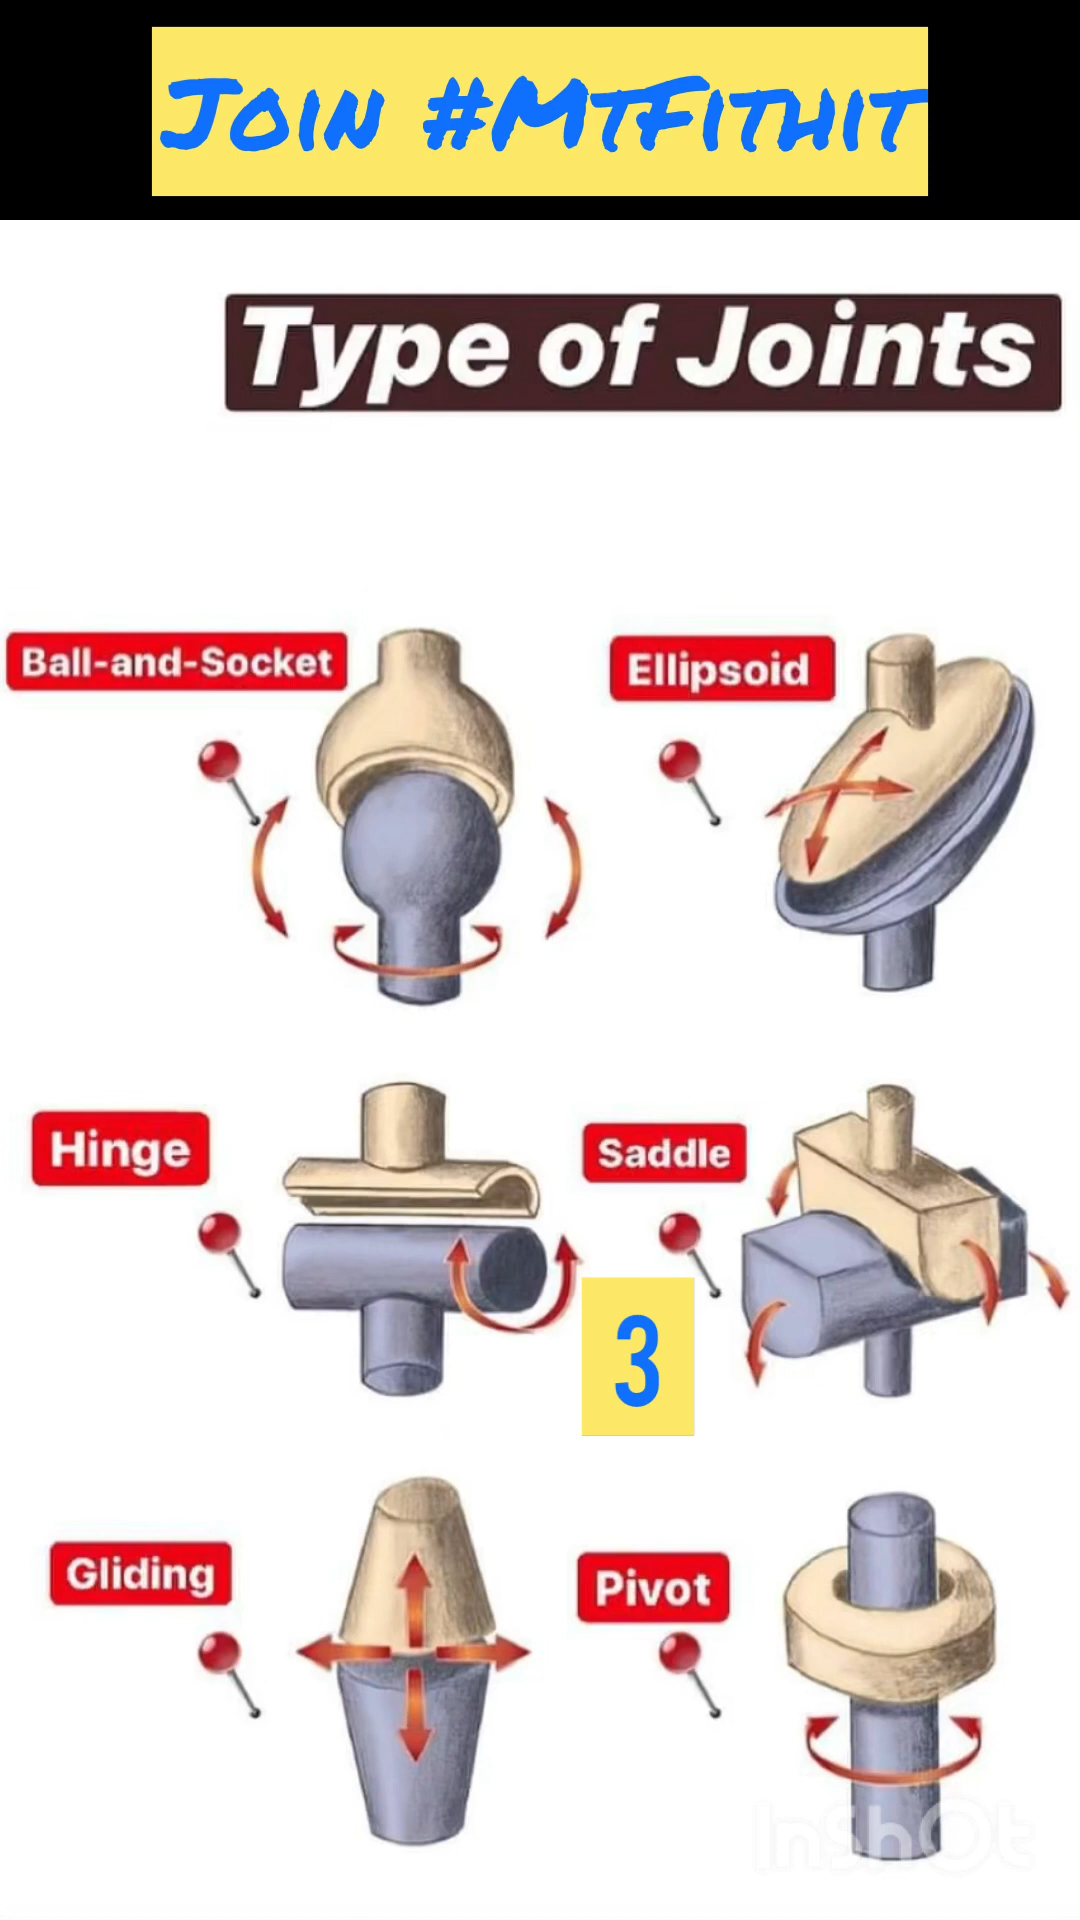 Join #MtFithit
Type of Joints
Ball-and-Socket
Ellipsoid
Hinge
Saddle
3
Gliding
Pivot
InShOt